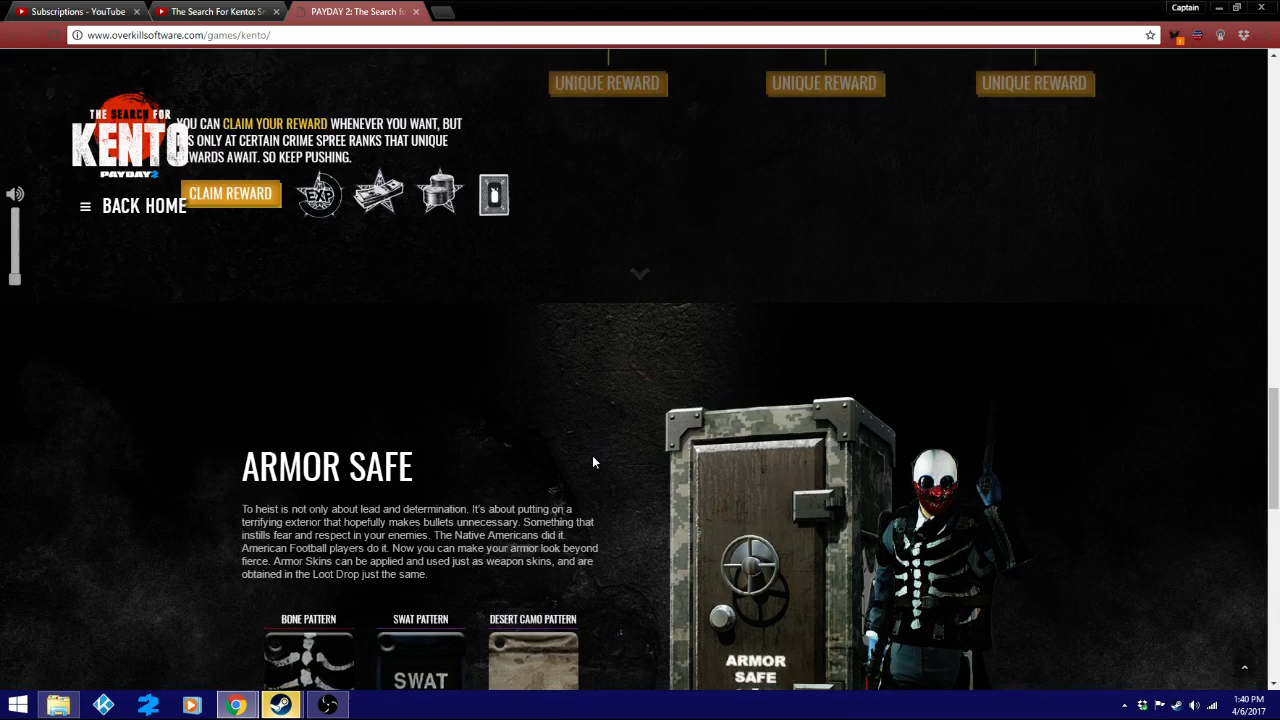 Subscriptions - YouTube
The Search For Kento: S
PAYDAY 2: The Search fo
Captain
www.overkillsoftware.com/games/kento/
UNIQUE REWARD
UNIQUE REWARD
UNIQUE REWARD
THE SEARCH FOR
KENTO
PAYDAY 2
YOU CAN CLAIM YOUR REWARD WHENEVER YOU WANT, BUT
ONLY AT CERTAIN CRIME SPREE RANKS THAT UNIQUE
AWAIT. SO KEEP PUSHING.
CLAIM REWARD
EXP
BACK HOME
ARMOR SAFE
To heist is not only about lead and determination. It's about putting on a
terrifying exterior that hopefully makes bullets unnecessary. Something that
instills fear and respect in your enemies. The Native Americans did it.
American Football players do it. Now you can make your armor look beyond
fierce. Armor Skins can be applied and used just as weapon skins, and are
obtained in the Loot Drop just the same.
BONE PATTERN
SWAT PATTERN
DESERT CAMO PATTERN
SWAT
ARMOR
SAFE
1:40 PM
4/6/2017